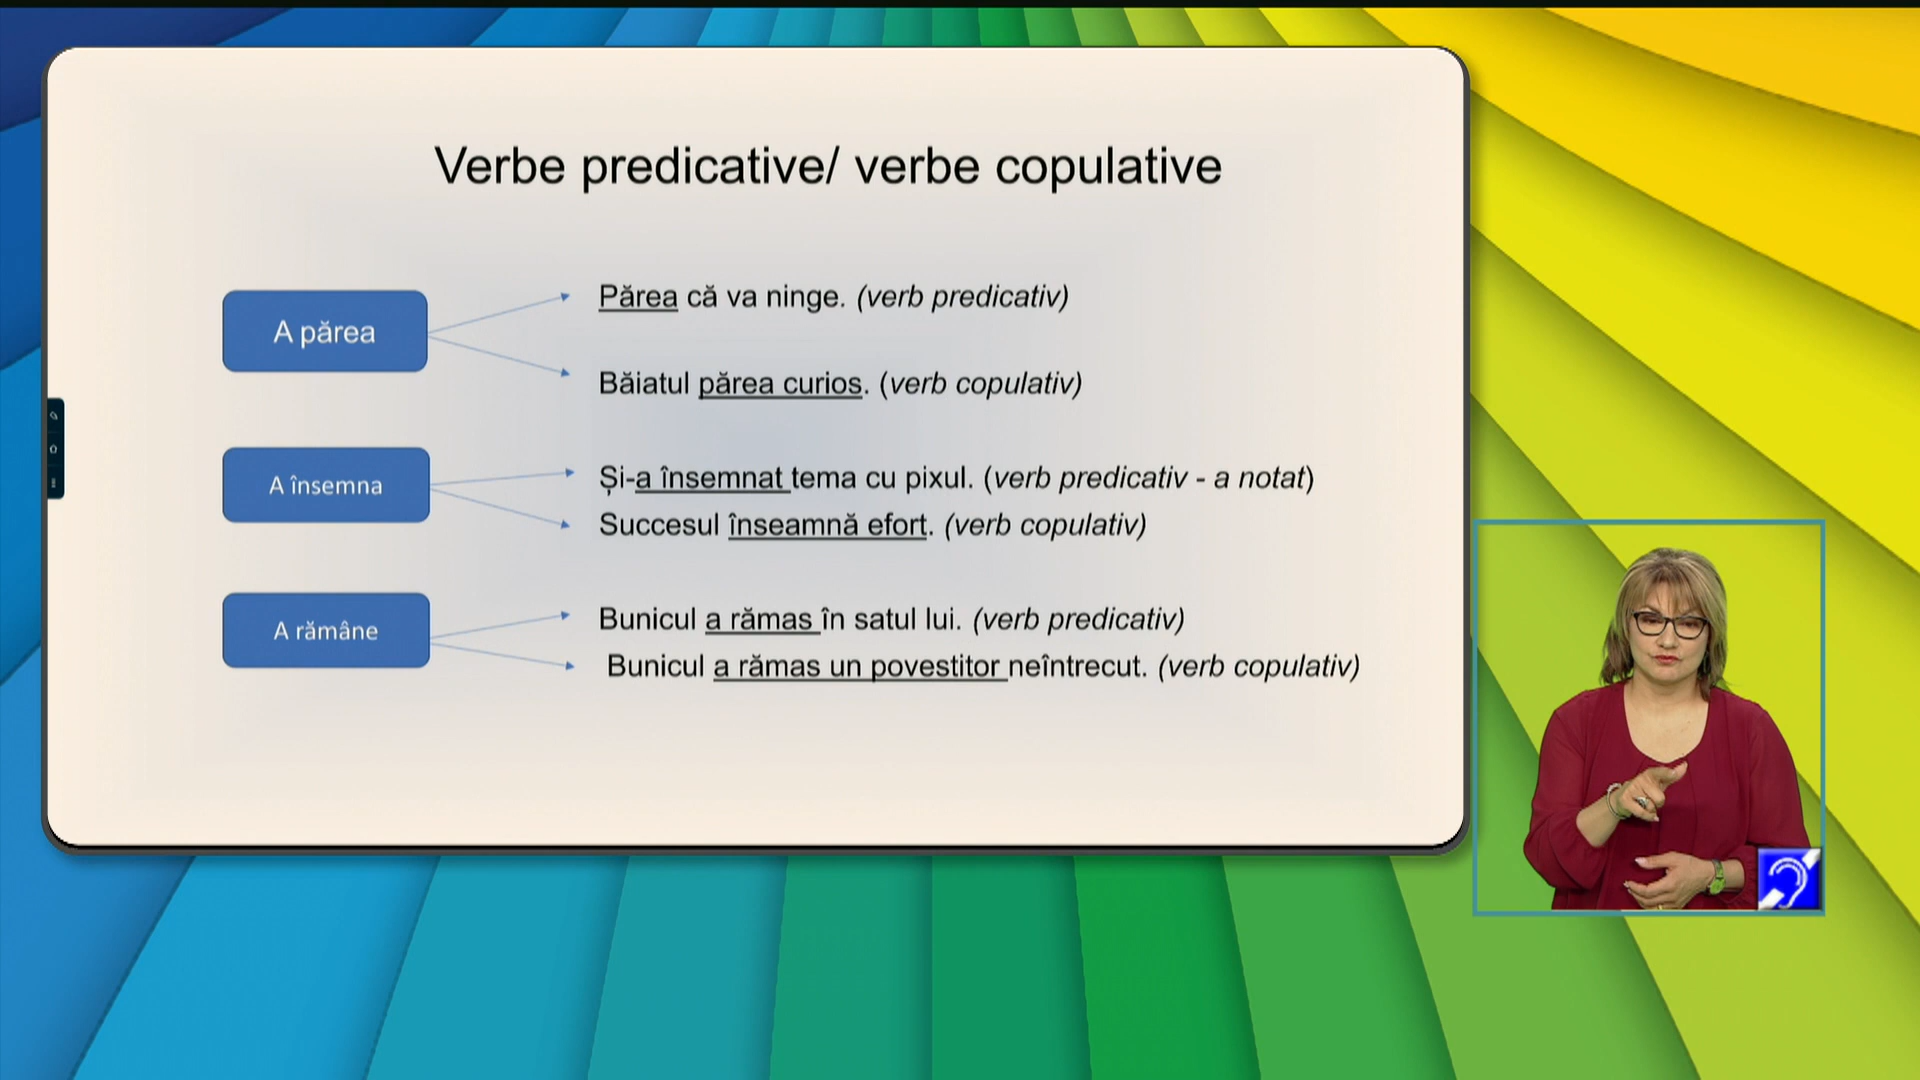 Verbe predicative/ verbe copulative
A părea
Părea că va ninge. (verb predicativ)
Băiatul părea curios. (verb copulativ)
A însemna
Și-a însemnat tema cu pixul. (verb predicativ - a notat)
Succesul înseamnă efort. (verb copulativ)
A rămâne
Bunicul a rămas în satul lui. (verb predicativ)
Bunicul a rămas un povestitor neîntrecut. (verb copulativ)